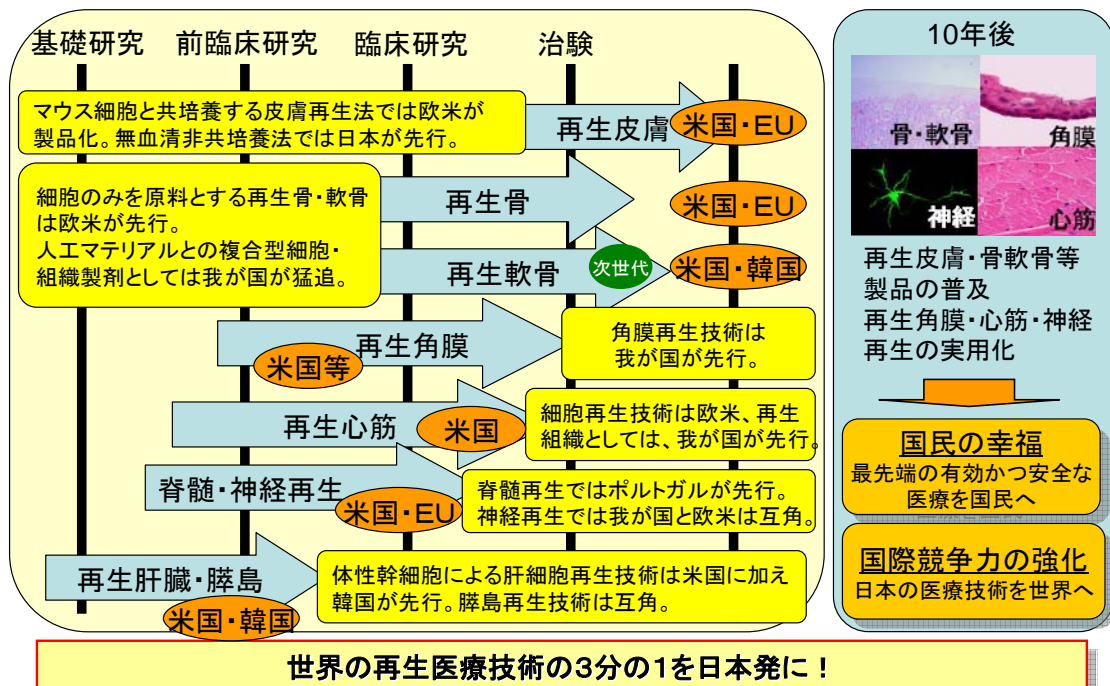 基礎研究
前臨床研究
臨床研究
治験
マウス細胞と共培養する皮膚再生法では欧米が
製品化。無血清非共培養法では日本が先行。
再生皮膚
米国・EU
細胞のみを原料とする再生骨・軟骨
は欧米が先行。
人工マテリアルとの複合型細胞・
組織製剤としては我が国が猛追。
再生骨
米国・EU
再生軟骨
次世代
米国・韓国
再生角膜
米国等
角膜再生技術は
我が国が先行。
再生心筋
米国
細胞再生技術は欧米、再生
組織としては、我が国が先行。
脊髄・神経再生
米国・EU
脊髄再生ではポルトガルが先行。
神経再生では我が国と欧米は互角。
再生肝臓・膵島
米国・韓国
体性幹細胞による肝細胞再生技術は米国に加え
韓国が先行。膵島再生技術は互角。
10年後
骨・軟骨
角膜
神経
心筋
再生皮膚・骨軟骨等
製品の普及
再生角膜・心筋・神経
再生の実用化
国民の幸福
最先端の有効かつ安全な
医療を国民へ
国際競争力の強化
日本の医療技術を世界へ
世界の再生医療技術の3分の1を日本発に！